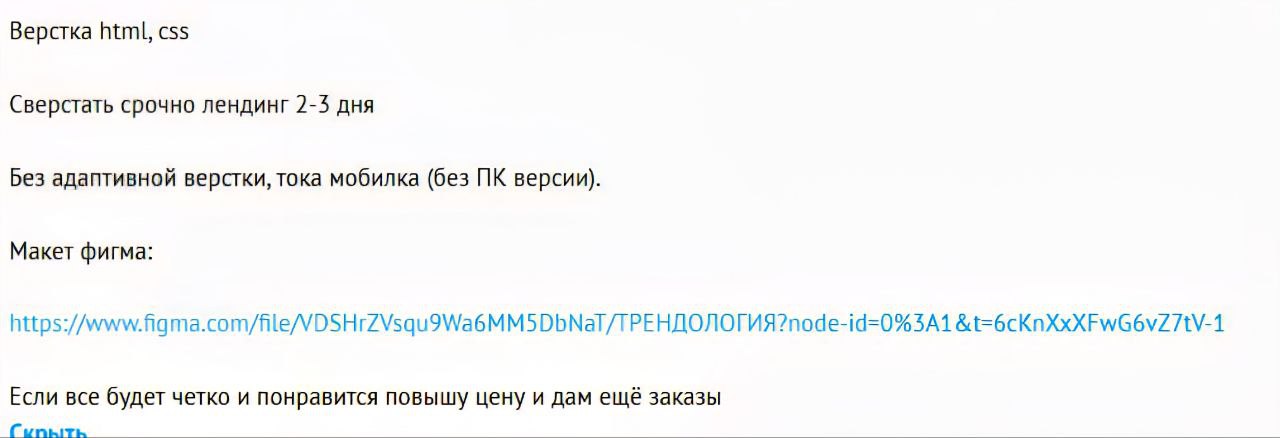 Верстка html, css
Сверстать срочно лендинг 2-3 дня
Без адаптивной верстки, тока мобилка (без ПК версии).
Макет фигма:
https://www.figma.com/file/VDSHrZVsqu9Wa6MM5DbNaT/ТРЕНДОЛОГИЯ?node-id=0%3A1&t=6cKnXxXFwG6vZ7tV-1
Если все будет четко и понравится повышу цену и дам ещё заказы
Скрыть